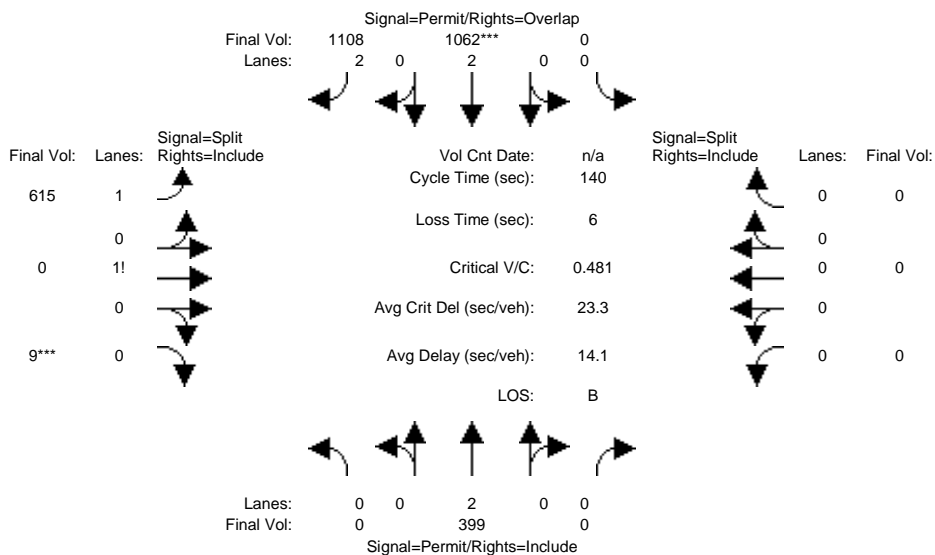 Signal=Permit/Rights=Overlap
Final Vol: 1108 1062*** 0
Lanes: 2 0 2 0 0
Signal=Split
Final Vol: Lanes: Rights=Include
Vol Cnt Date: n/a
Signal=Split
Rights=Include Lanes: Final Vol:
Cycle Time (sec): 140
615 1
0 0
Loss Time (sec): 6
0
0
0 1!
Critical V/C: 0.481
0 0
0
Avg Crit Del (sec/veh): 23.3
0
9*** 0
Avg Delay (sec/veh): 14.1
0 0
LOS: B
Lanes: 0 0 2 0 0
Final Vol: 0 399 0
Signal=Permit/Rights=Include